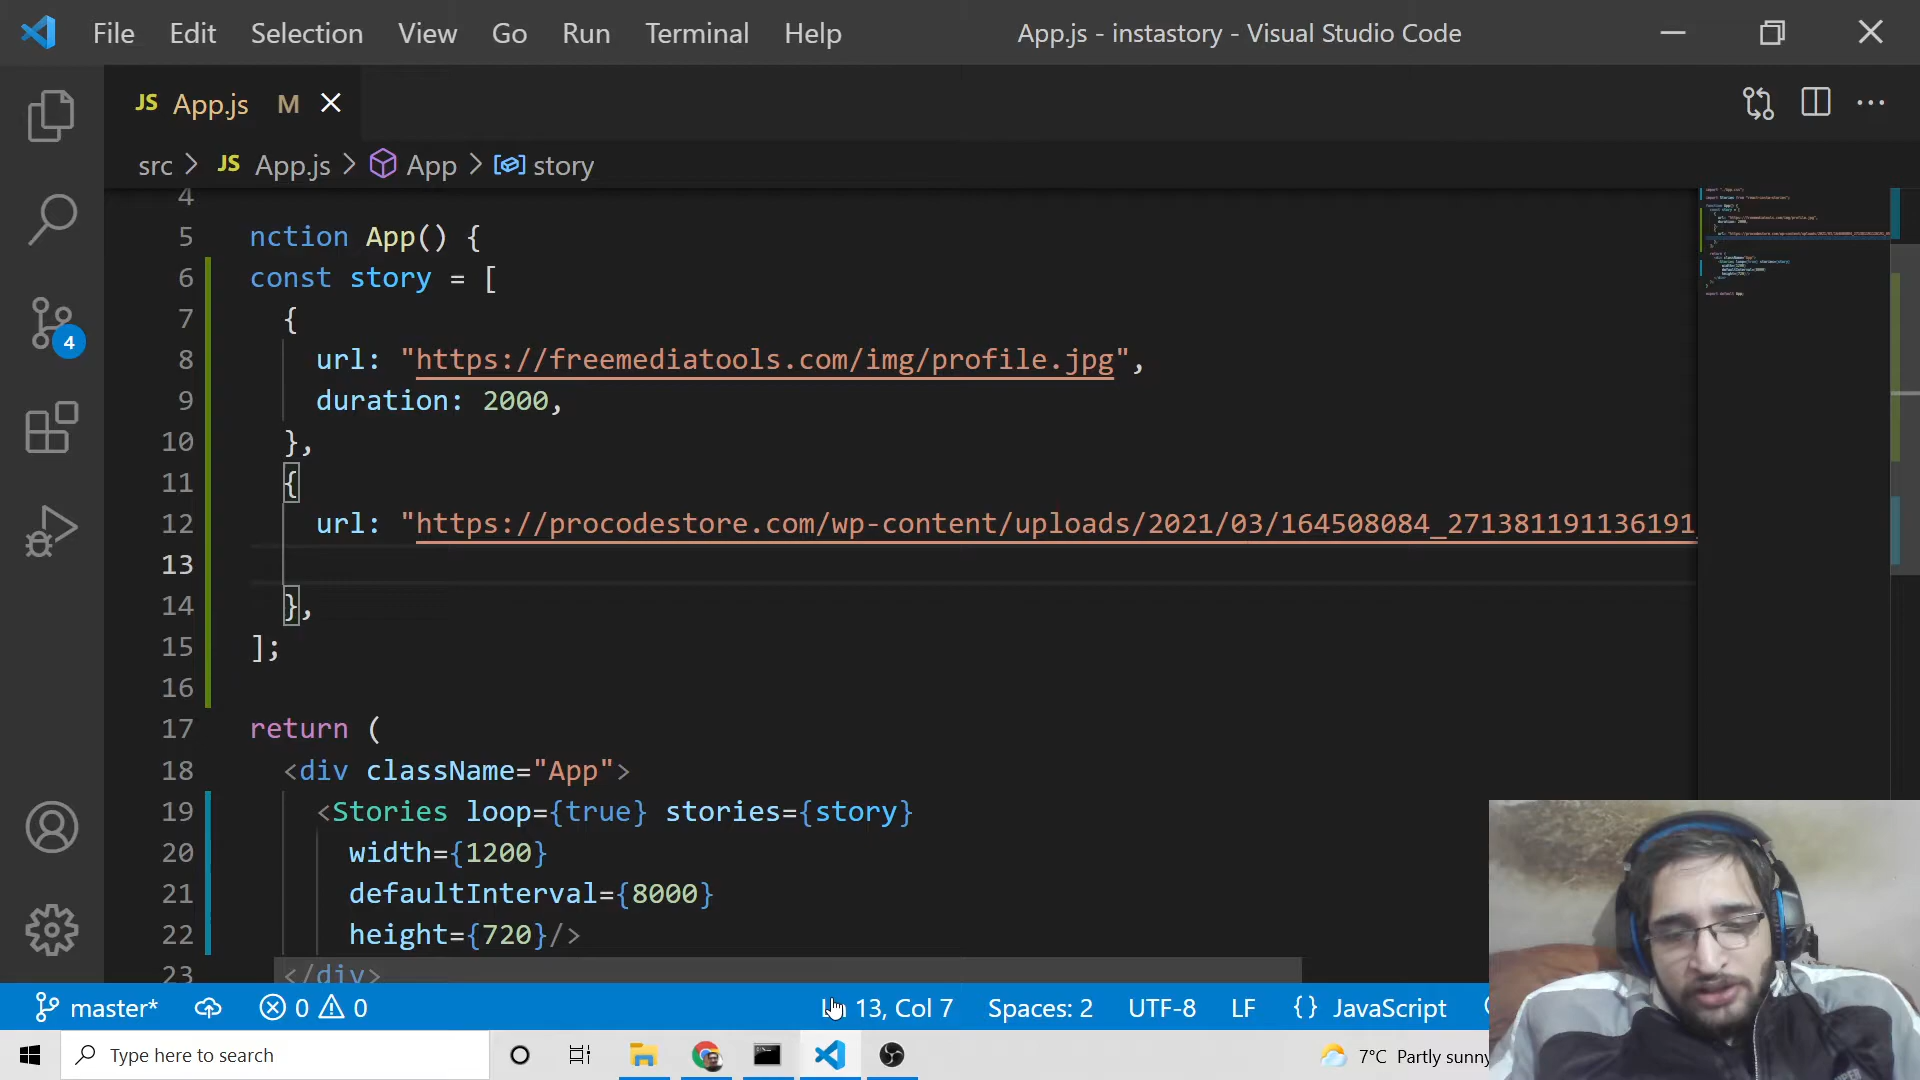 File Edit Selection View Go Run Terminal Help App.js - instastory - Visual Studio Code
JS App.js M
src > JS App.js > App > story
4
5 nction App() {
6 const story = [
7 {
8 url: "https://freemediatools.com/img/profile.jpg",
9 duration: 2000,
10 },
11 {
12 url: "https://procodestore.com/wp-content/uploads/2021/03/164508084_271381191136191_
13
14 },
15 ];
16
17 return (
18 <div className="App">
19 <Stories loop={true} stories={story}
20 width={1200}
21 defaultInterval={8000}
22 height={720}/>
23 </div>
4
master* 0 0 13, Col 7 Spaces: 2 UTF-8 LF {} JavaScript
Type here to search 7°C Partly sunny